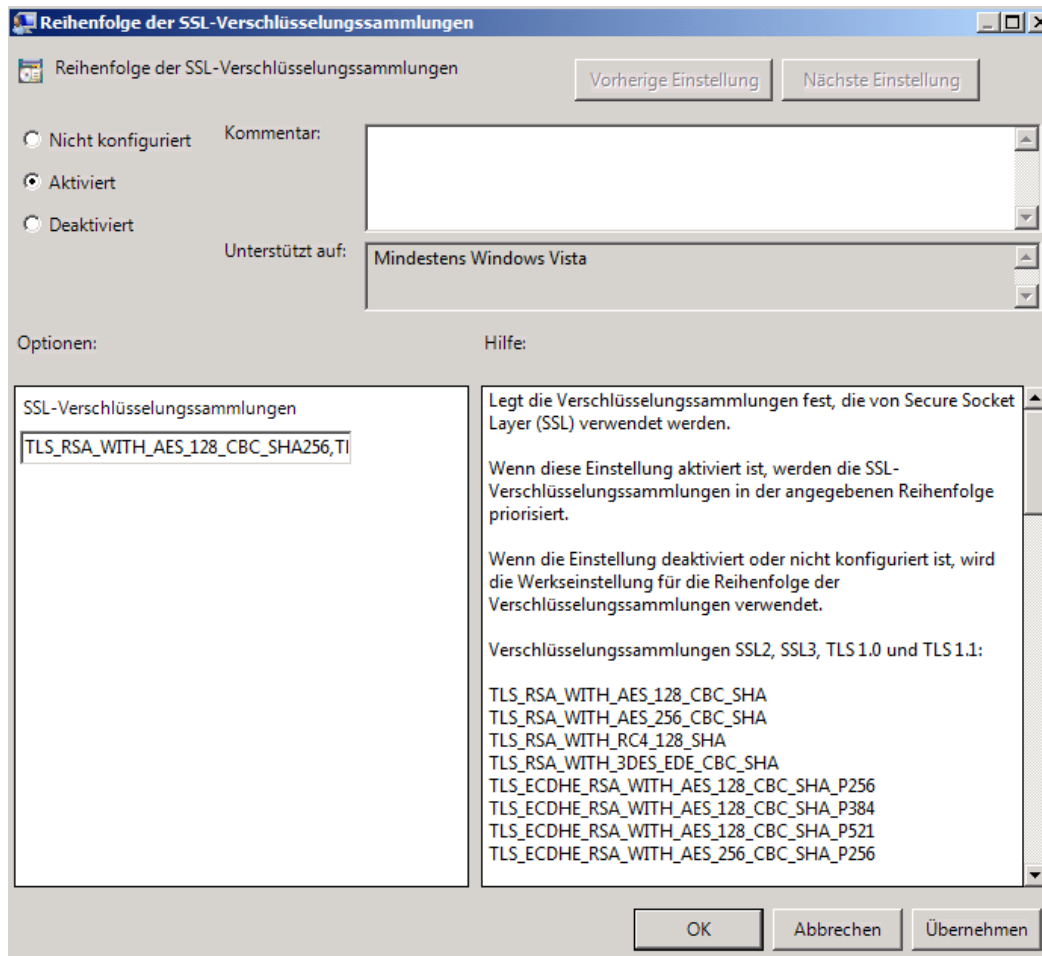 Reihenfolge der SSL-Verschlüsselungssammlungen
Reihenfolge der SSL-Verschlüsselungssammlungen
Vorherige Einstellung
Nächste Einstellung
Nicht konfiguriert
Kommentar:
Aktiviert
Deaktiviert
Unterstützt auf:
Mindestens Windows Vista
Optionen:
Hilfe:
SSL-Verschlüsselungssammlungen
TLS_RSA_WITH_AES_128_CBC_SHA256,Tl
Legt die Verschlüsselungssammlungen fest, die von Secure Socket
Layer (SSL) verwendet werden.
Wenn diese Einstellung aktiviert ist, werden die SSL-
Verschlüsselungssammlungen in der angegebenen Reihenfolge
priorisiert.
Wenn die Einstellung deaktiviert oder nicht konfiguriert ist, wird
die Werkseinstellung für die Reihenfolge der
Verschlüsselungssammlungen verwendet.
Verschlüsselungssammlungen SSL2, SSL3, TLS 1.0 und TLS 1.1:
TLS_RSA_WITH_AES_128_CBC_SHA
TLS_RSA_WITH_AES_256_CBC_SHA
TLS_RSA_WITH_RC4_128_SHA
TLS_RSA_WITH_3DES_EDE_CBC_SHA
TLS_ECDHE_RSA_WITH_AES_128_CBC_SHA_P256
TLS_ECDHE_RSA_WITH_AES_128_CBC_SHA_P384
TLS_ECDHE_RSA_WITH_AES_128_CBC_SHA_P521
TLS_ECDHE_RSA_WITH_AES_256_CBC_SHA_P256
OK
Abbrechen
Übernehmen